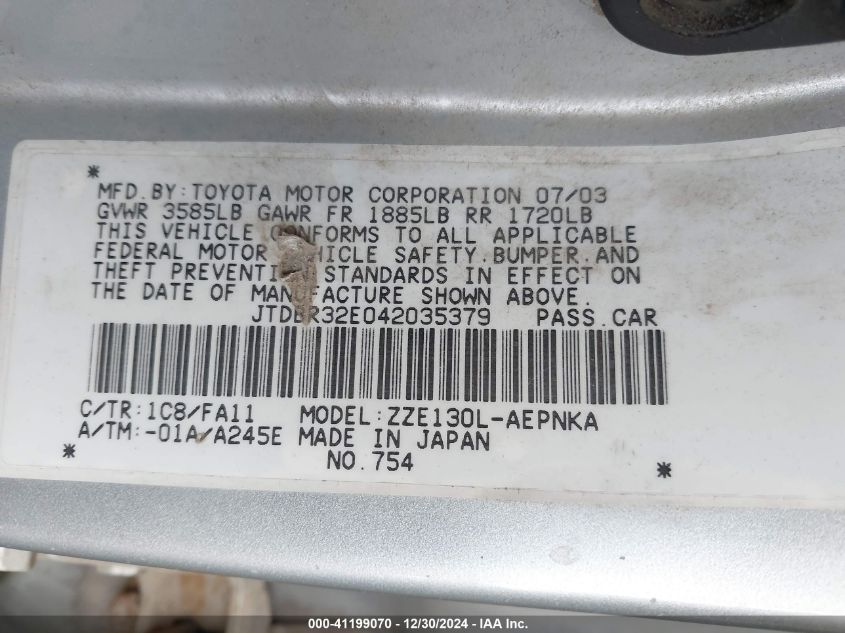 MFD.BY:TOYOTA MOTOR CORPORATION 07/03
GVWR 3585LB GAWR FR 1885LB RR 1720LB
THIS VEHICLE CONFORMS TO ALL APPLICABLE
FEDERAL MOTOR VEHICLE SAFETY,BUMPER,AND
THEFT PREVENTION STANDARDS IN EFFECT ON
THE DATE OF MANUFACTURE SHOWN ABOVE.
JTDBR32E042035379 PASS.CAR
C/TR:1C8/FA11 MODEL:ZZE130L-AEPNKA
A/TM:-01A/A245E MADE IN JAPAN
NO.754
000-41199070 - 12/30/2024 - IAA Inc.